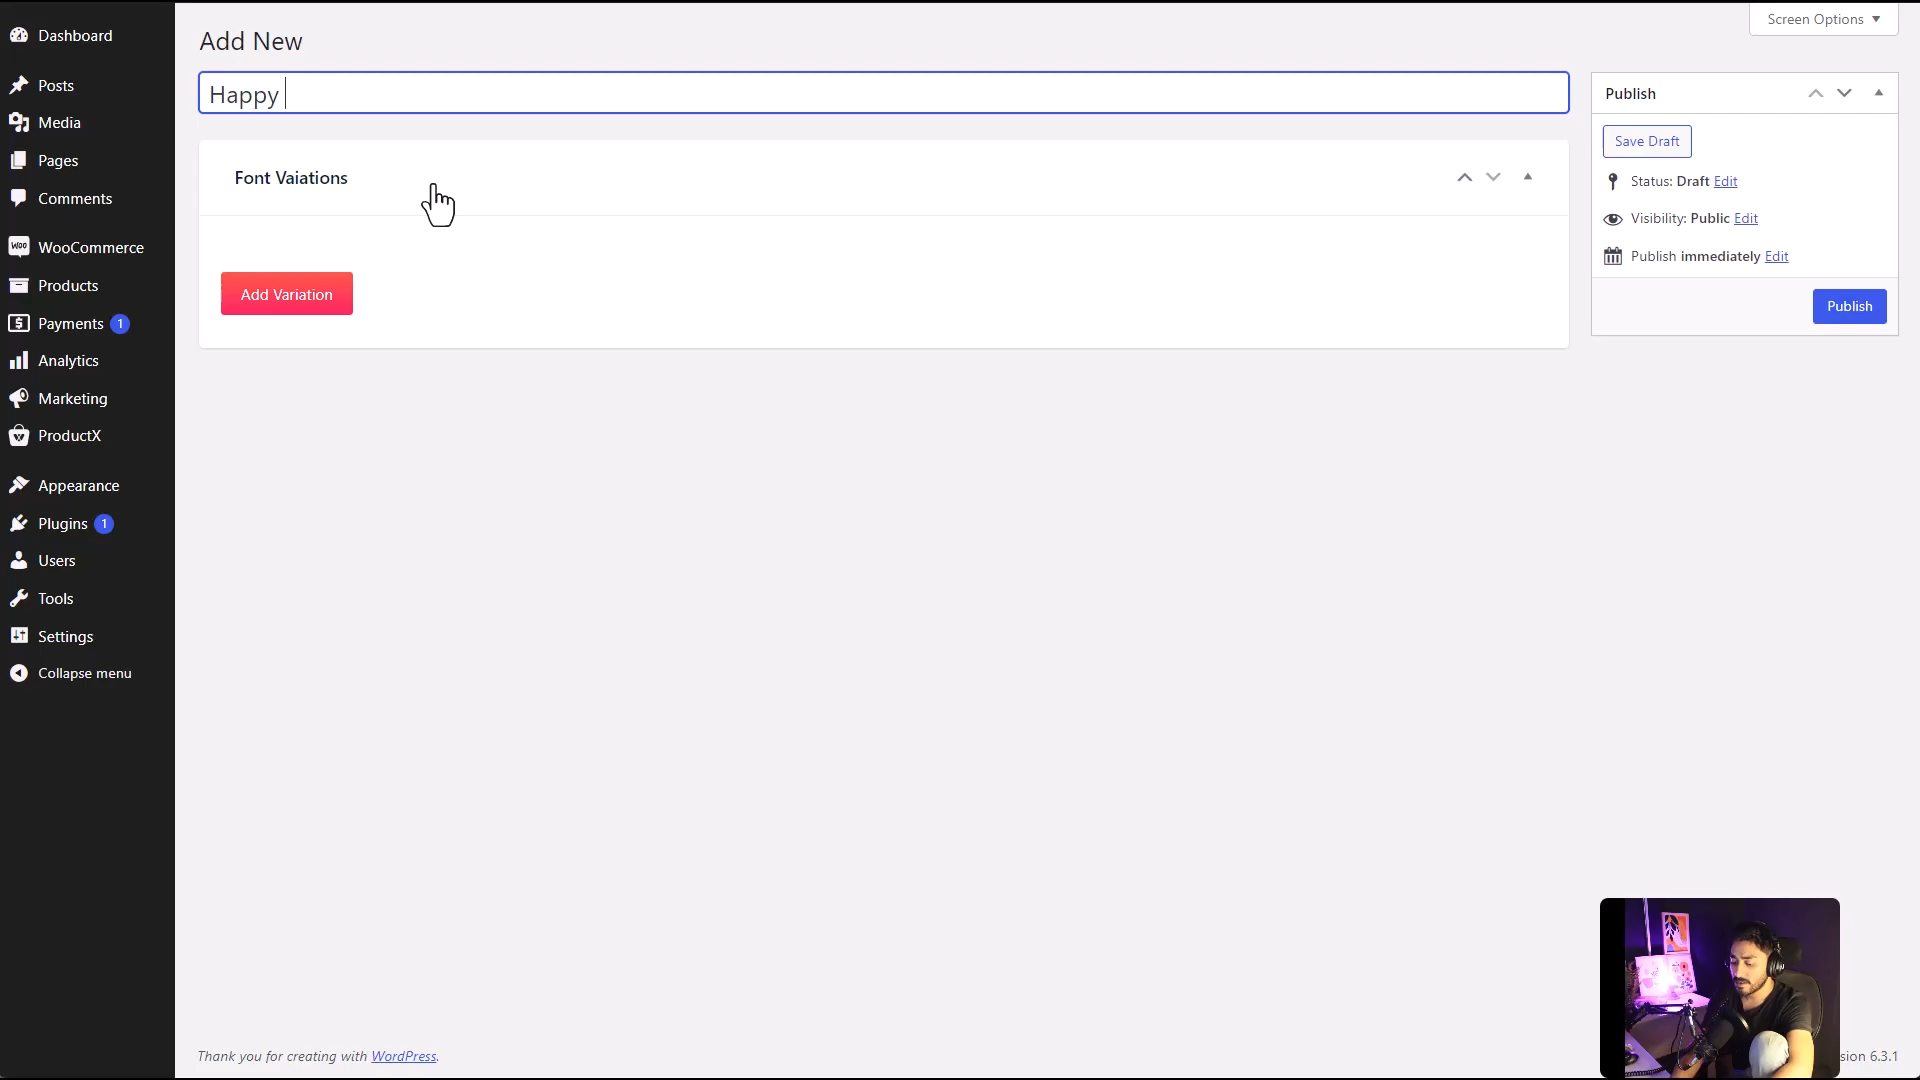 Dashboard
Posts
Media
Pages
Comments
WooCommerce
Products
Payments 1
Analytics
Marketing
ProductX
Appearance
Plugins 1
Users
Tools
Settings
Collapse menu
Screen Options
Add New
Happy
Font Vaiations
Add Variation
Publish
Save Draft
Status: Draft Edit
Visibility: Public Edit
Publish immediately Edit
Publish
Thank you for creating with WordPress.
6.3.1